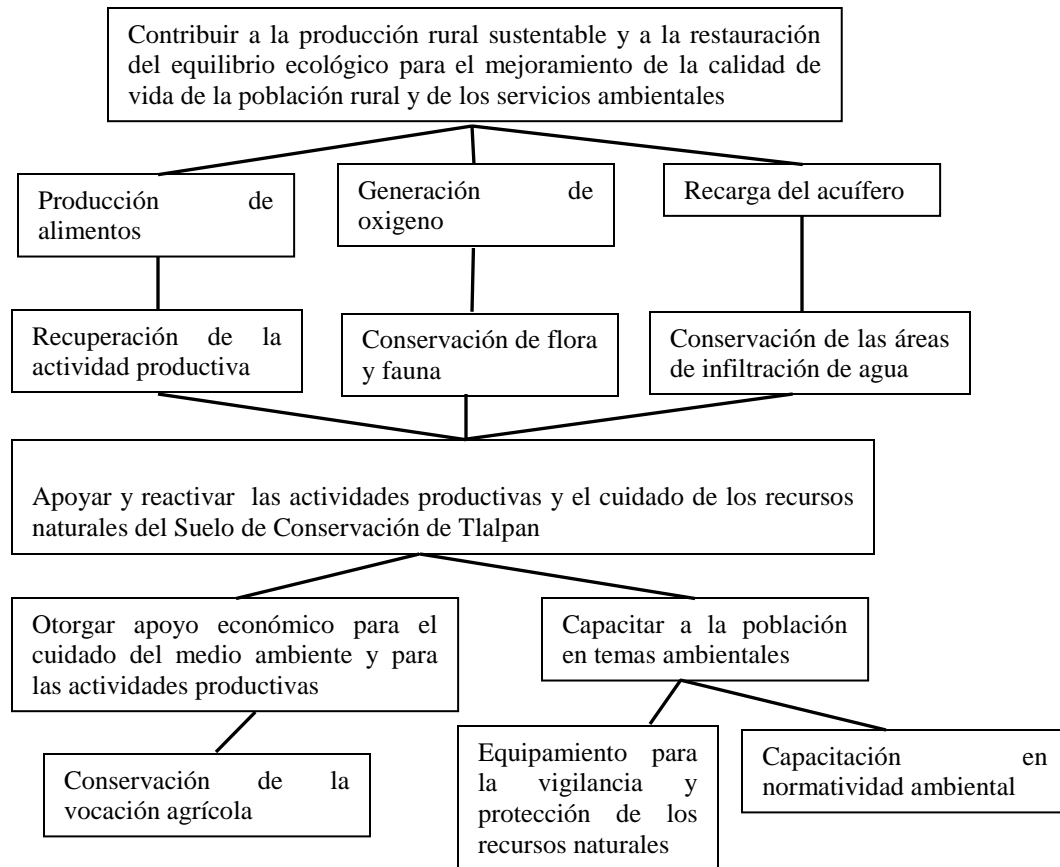 Contribuir a la producción rural sustentable y a la restauración
del equilibrio ecológico para el mejoramiento de la calidad de
vida de la población rural y de los servicios ambientales
Producción de
alimentos
Generación de
oxigeno
Recarga del acuífero
Recuperación de la
actividad productiva
Conservación de flora
y fauna
Conservación de las áreas
de infiltración de agua
Apoyar y reactivar las actividades productivas y el cuidado de los recursos
naturales del Suelo de Conservación de Tlalpan
Otorgar apoyo económico para el
cuidado del medio ambiente y para
las actividades productivas
Capacitar a la población
en temas ambientales
Conservación de la
vocación agrícola
Equipamiento para
la vigilancia y
protección de los
recursos naturales
Capacitación en
normatividad ambiental